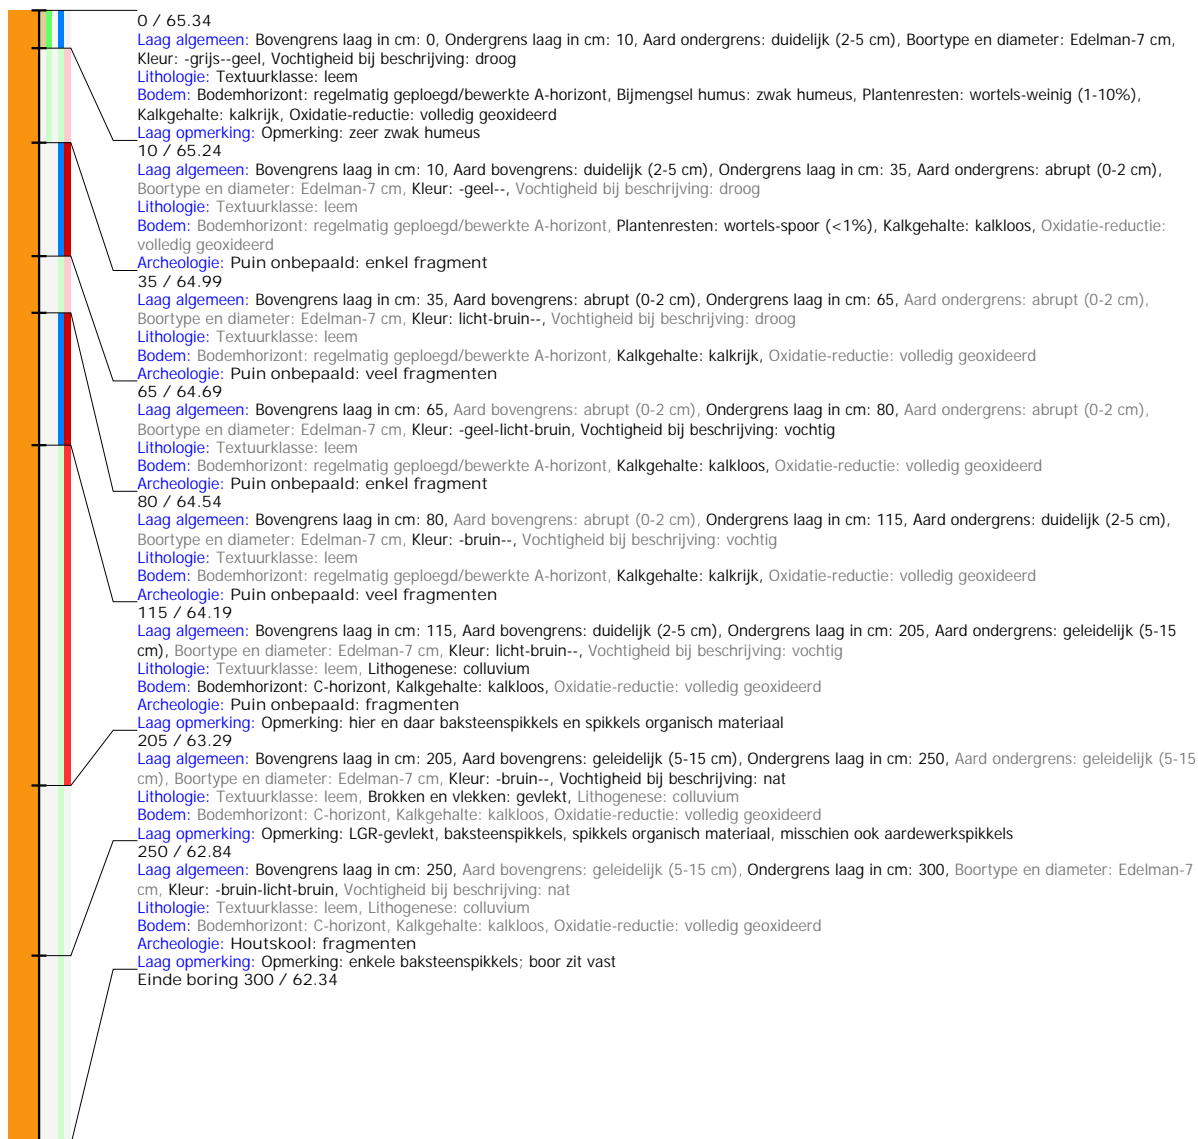 0 / 65.34
Laag algemeen: Bovengrens laag in cm: 0, Ondergrens laag in cm: 10, Aard ondergrens: duidelijk (2-5 cm), Boortype en diameter: Edelman-7 cm,
Kleur: -grijs--geel, Vochtigheid bij beschrijving: droog
Lithologie: Textuurklasse: leem
Bodem: Bodemhorizont: regelmatig geploegd/bewerkte A-horizont, Bijmengsel humus: zwak humeus, Plantenresten: wortels-weinig (1-10%),
Kalkgehalte: kalkrijk, Oxidatie-reductie: volledig geoxideerd
Laag opmerking: Opmerking: zeer zwak humeus
10 / 65.24
Laag algemeen: Bovengrens laag in cm: 10, Aard bovengrens: duidelijk (2-5 cm), Ondergrens laag in cm: 35, Aard ondergrens: abrupt (0-2 cm),
Boortype en diameter: Edelman-7 cm, Kleur: -geel--, Vochtigheid bij beschrijving: droog
Lithologie: Textuurklasse: leem
Bodem: Bodemhorizont: regelmatig geploegd/bewerkte A-horizont, Plantenresten: wortels-spoor (<1%), Kalkgehalte: kalkloos, Oxidatie-reductie:
volledig geoxideerd
Archeologie: Puin onbepaald: enkel fragment
35 / 64.99
Laag algemeen: Bovengrens laag in cm: 35, Aard bovengrens: abrupt (0-2 cm), Ondergrens laag in cm: 65, Aard ondergrens: abrupt (0-2 cm),
Boortype en diameter: Edelman-7 cm, Kleur: licht-bruin--, Vochtigheid bij beschrijving: droog
Lithologie: Textuurklasse: leem
Bodem: Bodemhorizont: regelmatig geploegd/bewerkte A-horizont, Kalkgehalte: kalkrijk, Oxidatie-reductie: volledig geoxideerd
Archeologie: Puin onbepaald: veel fragmenten
65 / 64.69
Laag algemeen: Bovengrens laag in cm: 65, Aard bovengrens: abrupt (0-2 cm), Ondergrens laag in cm: 80, Aard ondergrens: abrupt (0-2 cm),
Boortype en diameter: Edelman-7 cm, Kleur: -geel-licht-bruin, Vochtigheid bij beschrijving: vochtig
Lithologie: Textuurklasse: leem
Bodem: Bodemhorizont: regelmatig geploegd/bewerkte A-horizont, Kalkgehalte: kalkloos, Oxidatie-reductie: volledig geoxideerd
Archeologie: Puin onbepaald: enkel fragment
80 / 64.54
Laag algemeen: Bovengrens laag in cm: 80, Aard bovengrens: abrupt (0-2 cm), Ondergrens laag in cm: 115, Aard ondergrens: duidelijk (2-5 cm),
Boortype en diameter: Edelman-7 cm, Kleur: -bruin--, Vochtigheid bij beschrijving: vochtig
Lithologie: Textuurklasse: leem
Bodem: Bodemhorizont: regelmatig geploegd/bewerkte A-horizont, Kalkgehalte: kalkrijk, Oxidatie-reductie: volledig geoxideerd
Archeologie: Puin onbepaald: veel fragmenten
115 / 64.19
Laag algemeen: Bovengrens laag in cm: 115, Aard bovengrens: duidelijk (2-5 cm), Ondergrens laag in cm: 205, Aard ondergrens: geleidelijk (5-15
cm), Boortype en diameter: Edelman-7 cm, Kleur: licht-bruin--, Vochtigheid bij beschrijving: vochtig
Lithologie: Textuurklasse: leem, Lithogenese: colluvium
Bodem: Bodemhorizont: C-horizont, Kalkgehalte: kalkloos, Oxidatie-reductie: volledig geoxideerd
Archeologie: Puin onbepaald: fragmenten
Laag opmerking: Opmerking: hier en daar baksteenspikkels en spikkels organisch materiaal
205 / 63.29
Laag algemeen: Bovengrens laag in cm: 205, Aard bovengrens: geleidelijk (5-15 cm), Ondergrens laag in cm: 250, Aard ondergrens: geleidelijk (5-15
cm), Boortype en diameter: Edelman-7 cm, Kleur: -bruin--, Vochtigheid bij beschrijving: nat
Lithologie: Textuurklasse: leem, Brokken en vlekken: gevlekt, Lithogenese: colluvium
Bodem: Bodemhorizont: C-horizont, Kalkgehalte: kalkloos, Oxidatie-reductie: volledig geoxideerd
Laag opmerking: Opmerking: LGR-gevlekt, baksteenspikkels, spikkels organisch materiaal, misschien ook aardewerkspikkels
250 / 62.84
Laag algemeen: Bovengrens laag in cm: 250, Aard bovengrens: geleidelijk (5-15 cm), Ondergrens laag in cm: 300, Boortype en diameter: Edelman-7
cm, Kleur: -bruin-licht-bruin, Vochtigheid bij beschrijving: nat
Lithologie: Textuurklasse: leem, Lithogenese: colluvium
Bodem: Bodemhorizont: C-horizont, Kalkgehalte: kalkloos, Oxidatie-reductie: volledig geoxideerd
Archeologie: Houtskool: fragmenten
Laag opmerking: Opmerking: enkele baksteenspikkels; boor zit vast
Einde boring 300 / 62.34